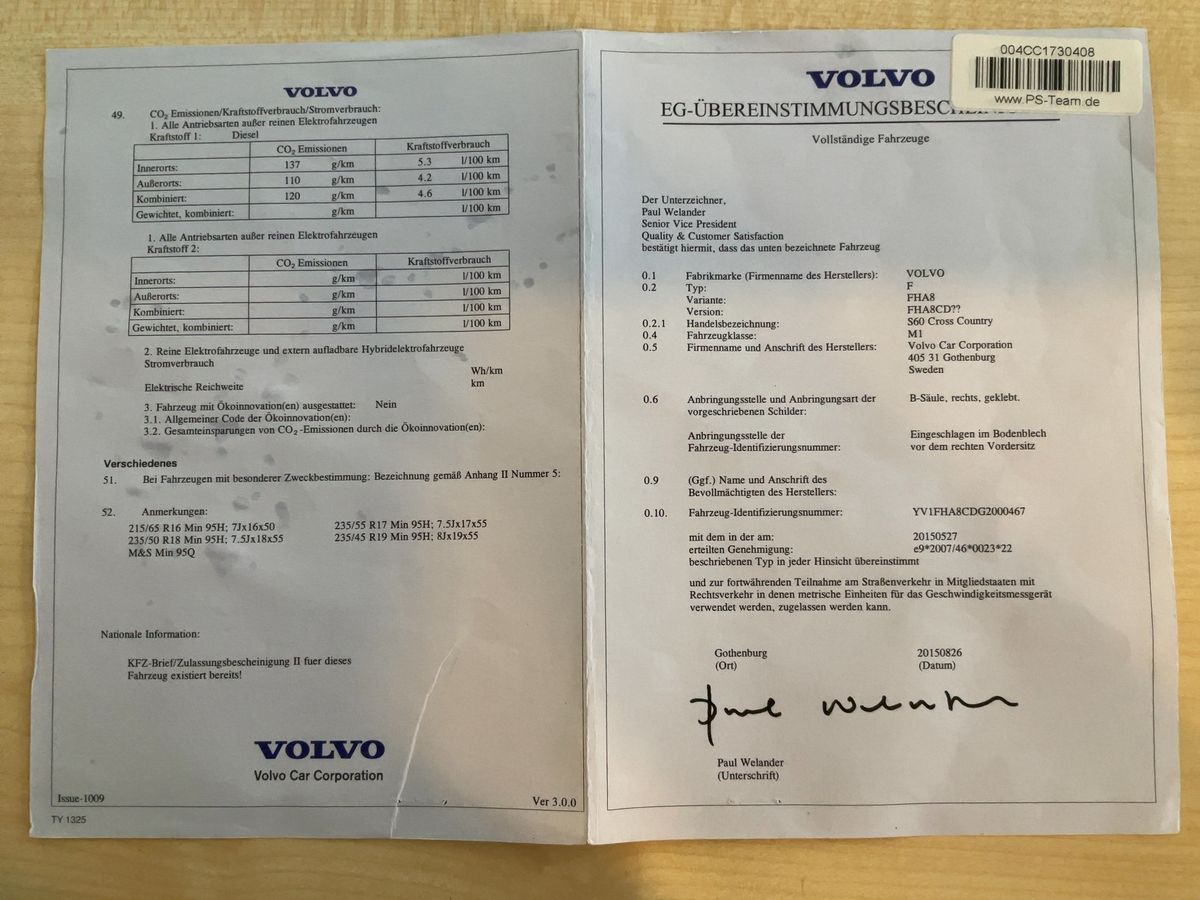 VOLVO
49. CO₂ Emissionen/Kraftstoffverbrauch/Stromverbrauch:
1. Alle Antriebsarten außer reinen Elektrofahrzeugen
Kraftstoff 1: Diesel
CO₂ Emissionen Kraftstoffverbrauch
Innerorts: 137 g/km 5.3 l/100 km
Außerorts: 110 g/km 4.2 l/100 km
Kombiniert: 120 g/km 4.6 l/100 km
Gewichtet, kombiniert: g/km l/100 km
1. Alle Antriebsarten außer reinen Elektrofahrzeugen
Kraftstoff 2:
CO₂ Emissionen Kraftstoffverbrauch
Innerorts: g/km l/100 km
Außerorts: g/km l/100 km
Kombiniert: g/km l/100 km
Gewichtet, kombiniert: g/km l/100 km
2. Reine Elektrofahrzeuge und extern aufladbare Hybridelektrofahrzeuge
Stromverbrauch Wh/km
Elektrische Reichweite km
3. Fahrzeug mit Ökoinnovation(en) ausgestattet: Nein
3.1. Allgemeiner Code der Ökoinnovation(en):
3.2. Gesamteinsparungen von CO₂-Emissionen durch die Ökoinnovation(en):
Verschiedenes
51. Bei Fahrzeugen mit besonderer Zweckbestimmung: Bezeichnung gemäß Anhang II Nummer 5:
52. Anmerkungen:
215/65 R16 Min 95H; 7Jx16x50 235/55 R17 Min 95H; 7.5Jx17x55
235/50 R18 Min 95H; 7.5Jx18x55 235/45 R19 Min 95H; 8Jx19x55
M&S Min 95Q
Nationale Information:
KFZ-Brief/Zulassungsbescheinigung II fuer dieses
Fahrzeug existiert bereits!
VOLVO
Volvo Car Corporation
Issue-1009 Ver 3.0.0
TY 1325
004CC1730408
www.PS-Team.de
VOLVO
EG-ÜBEREINSTIMMUNGSBESCHEINI
Vollständige Fahrzeuge
Der Unterzeichner,
Paul Welander
Senior Vice President
Quality & Customer Satisfaction
bestätigt hiermit, dass das unten bezeichnete Fahrzeug
0.1 Fabrikmarke (Firmenname des Herstellers): VOLVO
0.2 Typ: F
Variante: FHA8
Version: FHA8CD??
0.2.1 Handelsbezeichnung: S60 Cross Country
0.4 Fahrzeugklasse: M1
0.5 Firmenname und Anschrift des Herstellers: Volvo Car Corporation
405 31 Gothenburg
Sweden
0.6 Anbringungsstelle und Anbringungsart der B-Säule, rechts, geklebt.
vorgeschriebenen Schilder:
Anbringungsstelle der Eingeschlagen im Bodenblech
Fahrzeug-Identifizierungsnummer: vor dem rechten Vordersitz
0.9 (Ggf.) Name und Anschrift des
Bevollmächtigten des Herstellers:
0.10. Fahrzeug-Identifizierungsnummer: YV1FHA8CDG2000467
mit dem in der am: 20150527
erteilten Genehmigung: e9*2007/46*0023*22
beschriebenen Typ in jeder Hinsicht übereinstimmt
und zur fortwährenden Teilnahme am Straßenverkehr in Mitgliedstaaten mit
Rechtsverkehr in denen metrische Einheiten für das Geschwindigkeitsmessgerät
verwendet werden, zugelassen werden kann.
Gothenburg 20150826
(Ort) (Datum)
Paul Welander
Paul Welander
(Unterschrift)